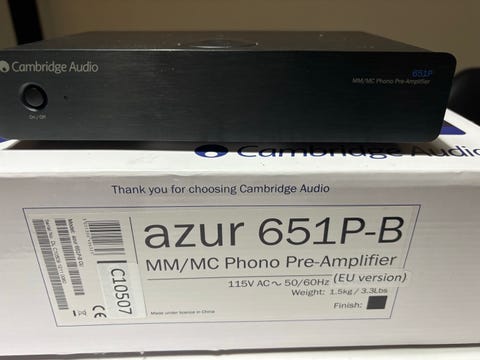 Cambridge Audio
651P
MM/MC Phono Pre-Amplifier
On / Off
Cambridge Audio
Thank you for choosing Cambridge Audio
azur 651P-B
MM/MC Phono Pre-Amplifier
115V AC ~ 50/60Hz (EU version)
Weight: 1.5kg / 3.3Lbs
Finish:
Made under licence in China
C10507
CE